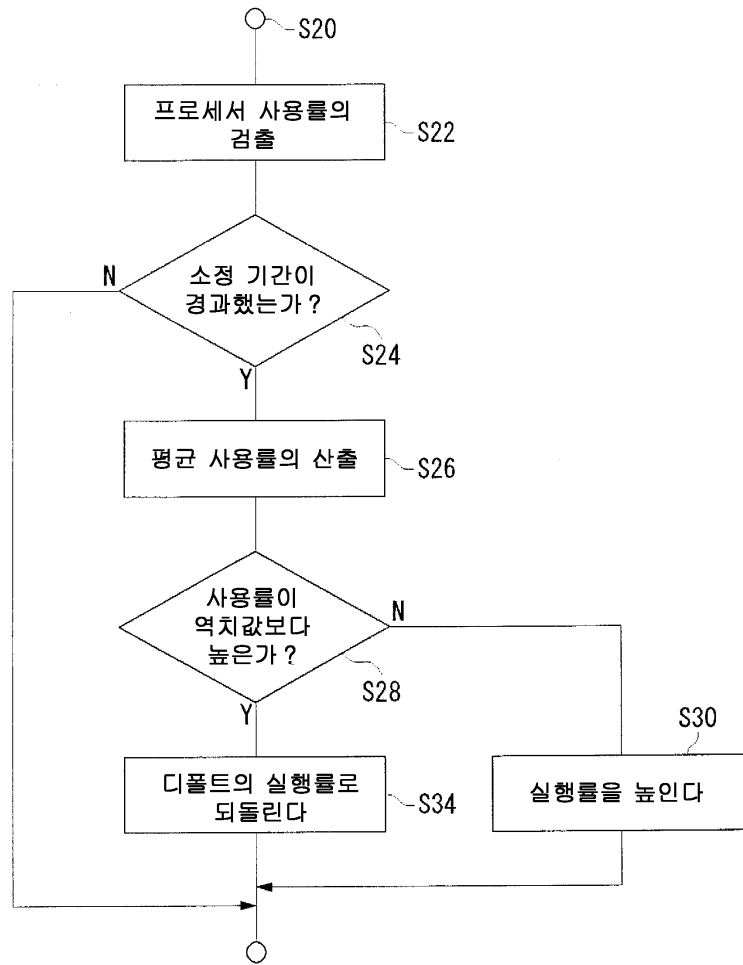 S20
프로세서 사용률의
검출
S22
N
소정 기간이
경과했는가?
S24
Y
평균 사용률의 산출
S26
사용률이
역치값보다
높은가?
N
S28
Y
S30
디폴트의 실행률로
되돌린다
S34
실행률을 높인다